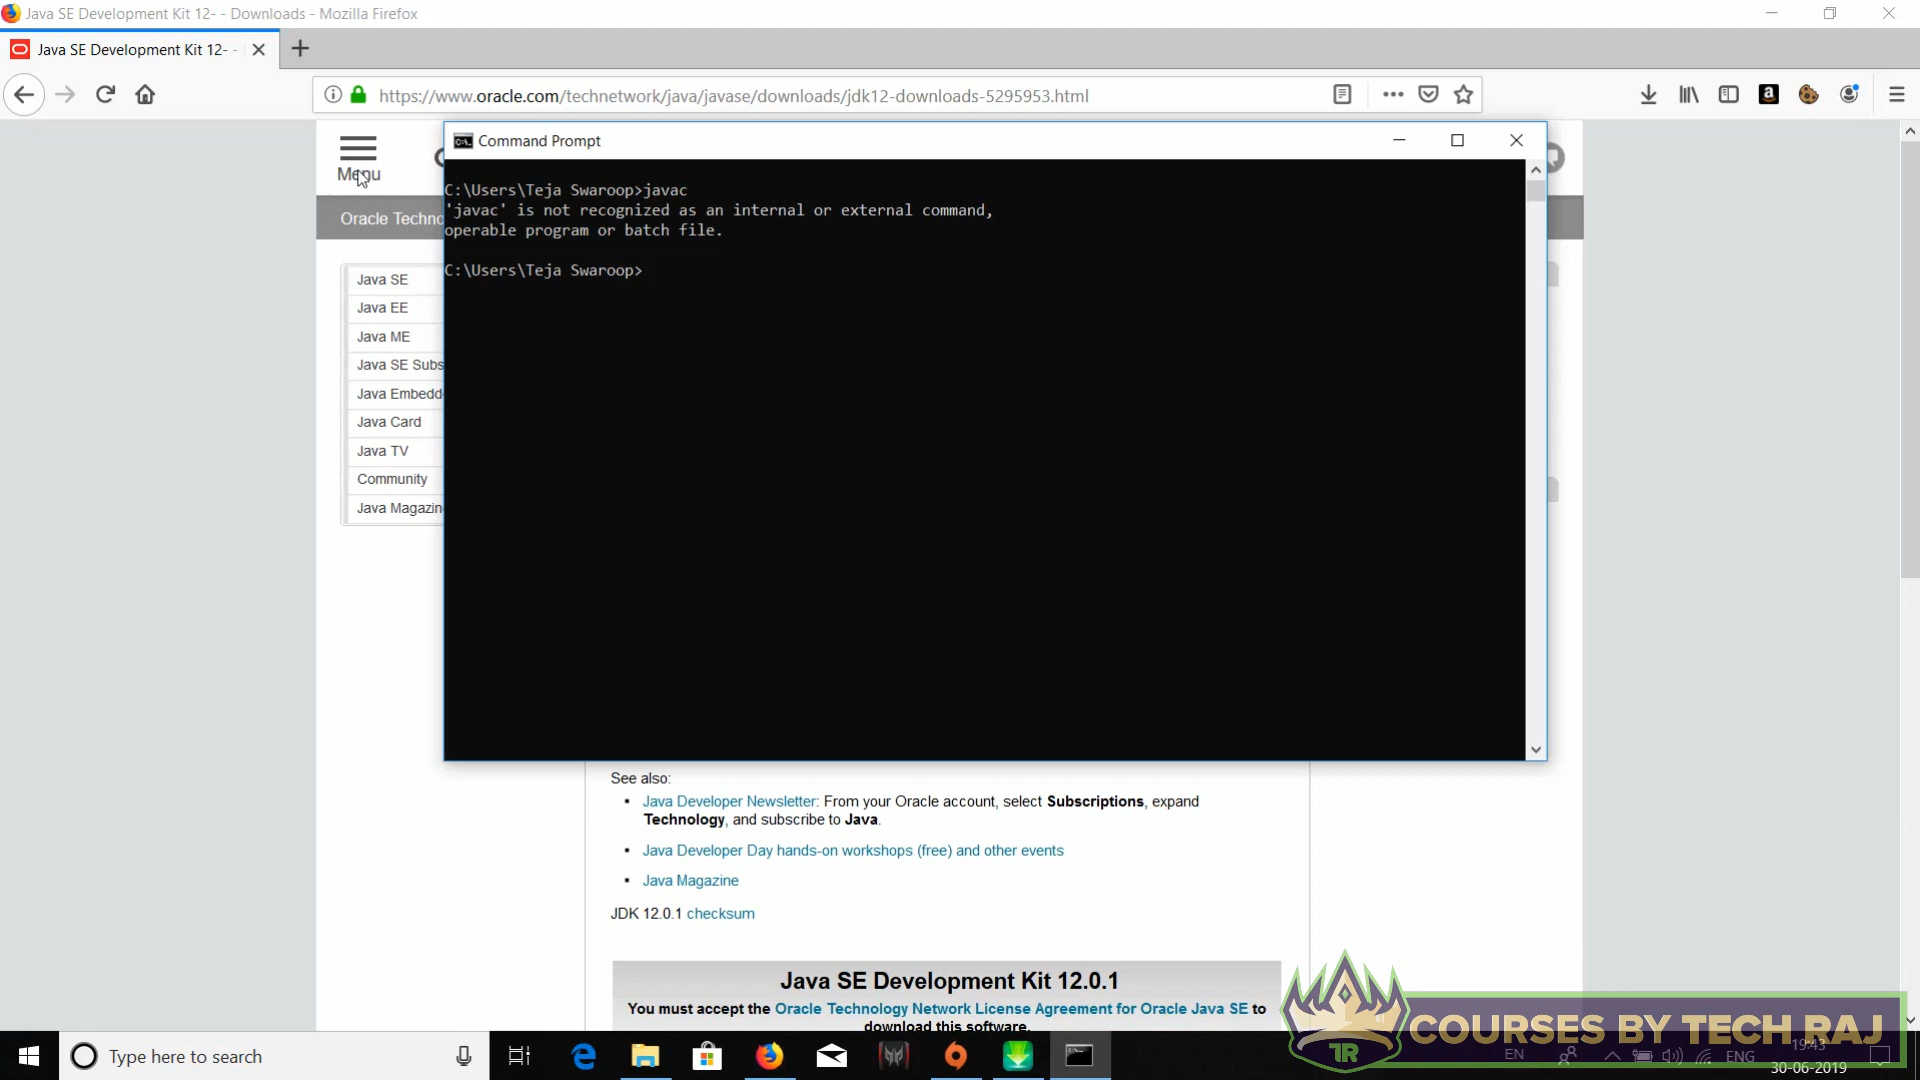 Java SE Development Kit 12- - Downloads - Mozilla Firefox
Java SE Development Kit 12- -
https://www.oracle.com/technetwork/java/javase/downloads/jdk12-downloads-5295953.html
Menu
Command Prompt
C:\Users\Teja Swaroop>javac
'javac' is not recognized as an internal or external command,
operable program or batch file.
C:\Users\Teja Swaroop>
Oracle Techno
Java SE
Java EE
Java ME
Java SE Subs
Java Embedd
Java Card
Java TV
Community
Java Magazin
See also:
Java Developer Newsletter: From your Oracle account, select Subscriptions, expand
Technology, and subscribe to Java.
Java Developer Day hands-on workshops (free) and other events
Java Magazine
JDK 12.0.1 checksum
Java SE Development Kit 12.0.1
You must accept the Oracle Technology Network License Agreement for Oracle Java SE to
download this software.
TR
COURSES BY TECH RAJ
Type here to search
EN
ENG
19:43
30-06-2019